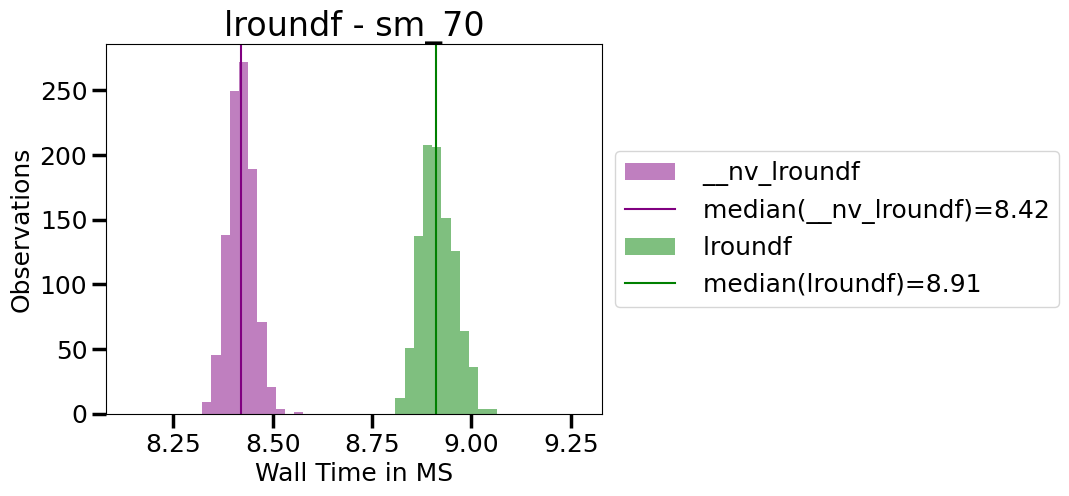 lroundf - sm_70
Observations
250
200
150
100
50
0
8.25 8.50 8.75 9.00 9.25
Wall Time in MS
__nv_lroundf
median(__nv_lroundf)=8.42
lroundf
median(lroundf)=8.91